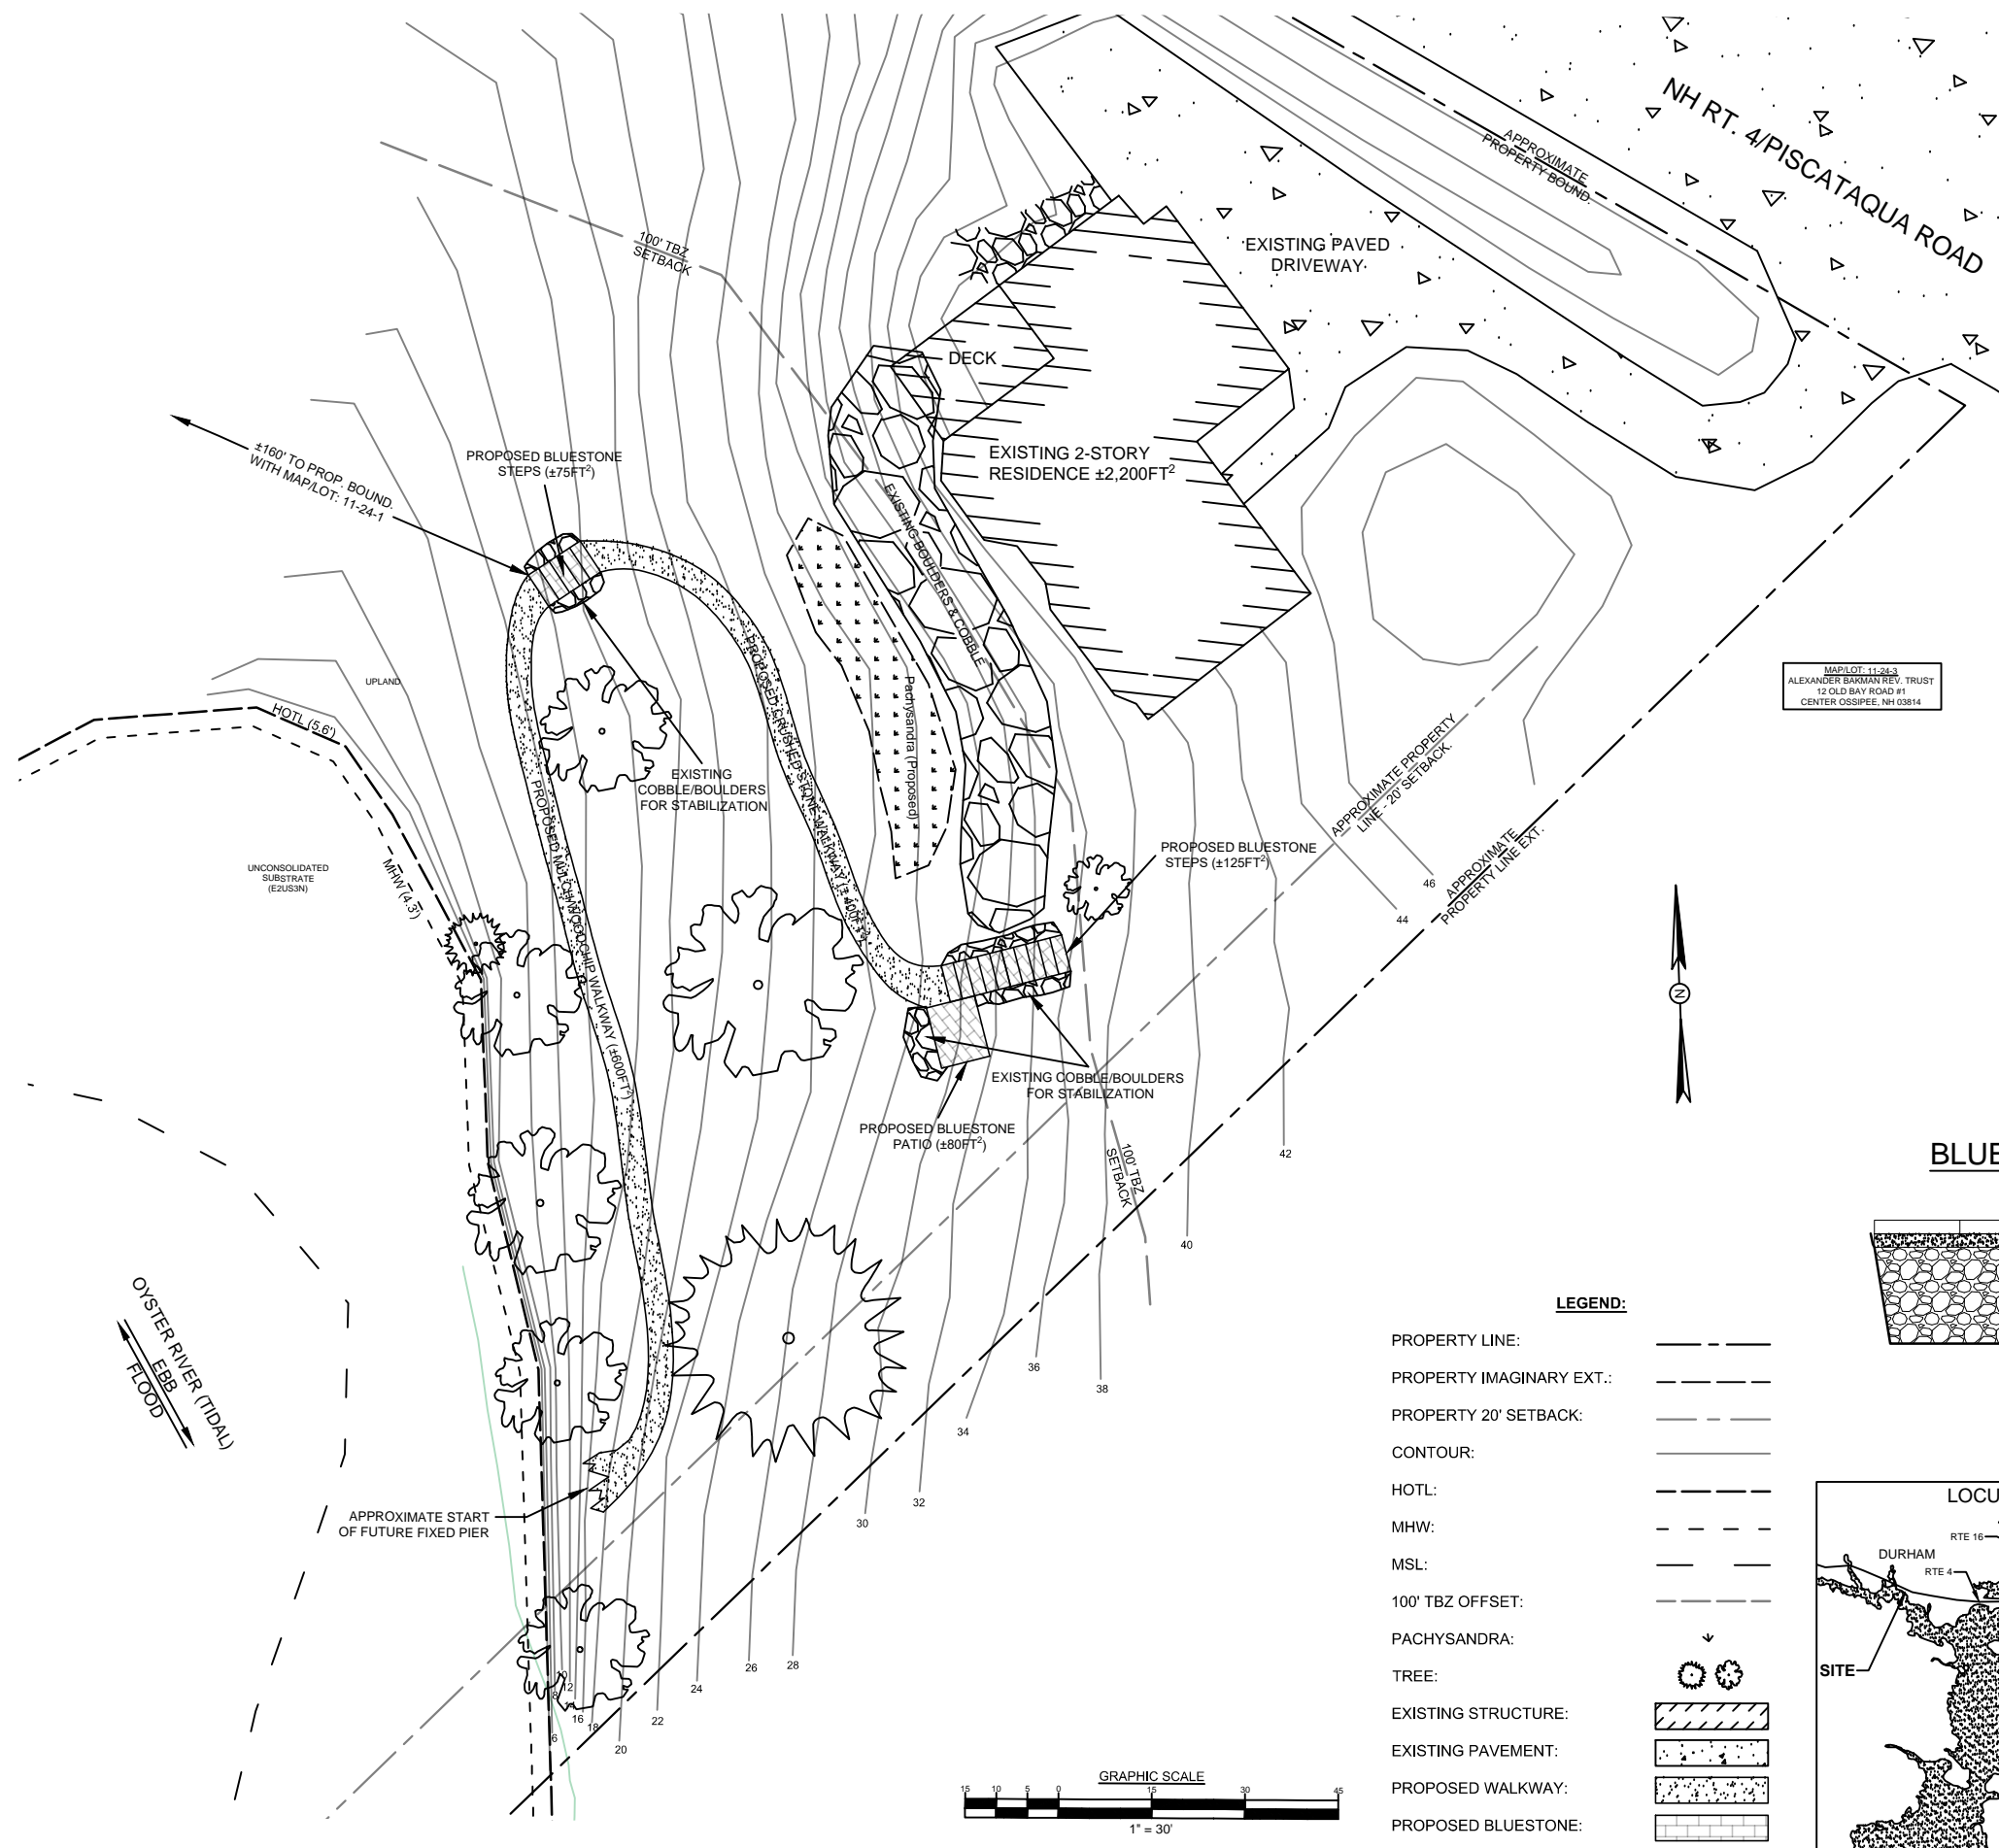 NH RT. 4/PISCATAQUA ROAD
APPROXIMATE
PROPERTY BOUND.
EXISTING PAVED
DRIVEWAY
100' TBZ
SETBACK
DECK
EXISTING 2-STORY
RESIDENCE ±2,200FT²
±160' TO PROP. BOUND.
WITH MAP/LOT: 11-24-1
PROPOSED BLUESTONE
STEPS (±75FT²)
EXISTING BOULDERS & COBBLE
UPLAND
HOTL (5.6')
MAP/LOT: 11-24-3
ALEXANDER BAKMAN REV. TRUST
12 OLD BAY ROAD #1
CENTER OSSIPEE, NH 03814
PROPOSED CRUSHED STONE WALKWAY (±400FT²)
Pachysandra (Proposed)
EXISTING
COBBLE/BOULDERS
FOR STABILIZATION
PROPOSED MULCH/WOODCHIP WALKWAY (±600FT²)
APPROXIMATE PROPERTY
LINE - 20' SETBACK.
APPROXIMATE
PROPERTY LINE EXT.
UNCONSOLIDATED
SUBSTRATE
(E2US3N)
MHW (4.3')
PROPOSED BLUESTONE
STEPS (±125FT²)
46
44
N
EXISTING COBBLE/BOULDERS
FOR STABILIZATION
PROPOSED BLUESTONE
PATIO (±80FT²)
100' TBZ
SETBACK
42
40
38
36
34
32
30
28
26
24
22
20
18
16
14
12
10
8
6
OYSTER RIVER (TIDAL)
EBB
FLOOD
APPROXIMATE START
OF FUTURE FIXED PIER
BLUE
LEGEND:
PROPERTY LINE:
PROPERTY IMAGINARY EXT.:
PROPERTY 20' SETBACK:
CONTOUR:
HOTL:
MHW:
MSL:
100' TBZ OFFSET:
PACHYSANDRA:
TREE:
EXISTING STRUCTURE:
EXISTING PAVEMENT:
PROPOSED WALKWAY:
PROPOSED BLUESTONE:
GRAPHIC SCALE
15 10 5 0 15 30 45
1" = 30'
LOCU
RTE 16
DURHAM
RTE 4
SITE